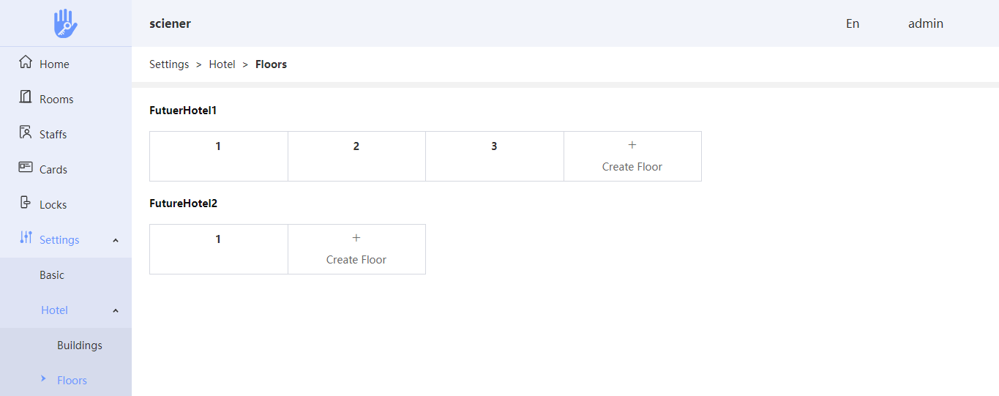 sciener
En
admin
Home
Rooms
Staffs
Cards
Locks
Settings
Basic
Hotel
Buildings
Floors
Settings > Hotel > Floors
FutuerHotel1
1
2
3
+
Create Floor
FutureHotel2
1
+
Create Floor